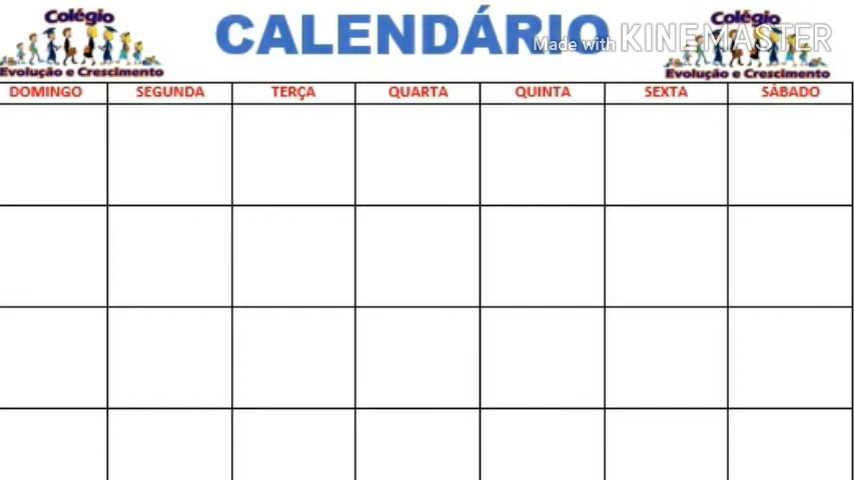 Colégio
Evolução e Crescimento
CALENDÁRIO
Made with KINEMASTER
Colégio
Evolução e Crescimento
DOMINGO SEGUNDA TERÇA QUARTA QUINTA SEXTA SÁBADO